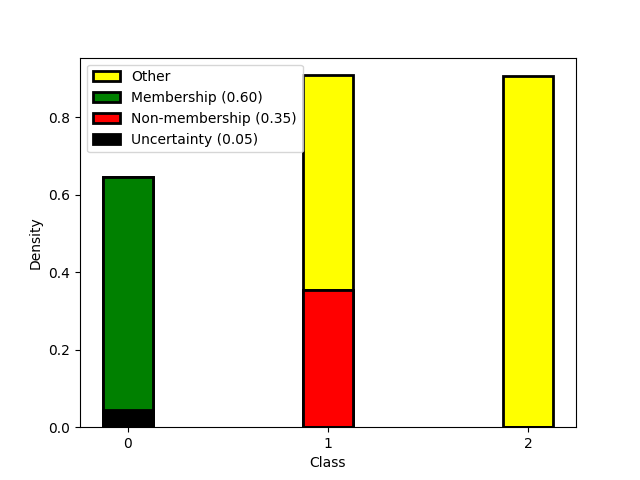 Other
Membership (0.60)
Non-membership (0.35)
Uncertainty (0.05)
0.8
0.6
0.4
0.2
0.0
Density
0 1 2
Class